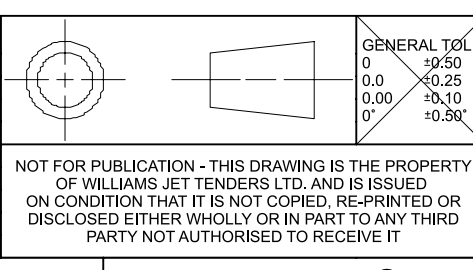 GENERAL TOL
0 ±0.50
0.0 ±0.25
0.00 ±0.10
0° ±0.50°
NOT FOR PUBLICATION - THIS DRAWING IS THE PROPERTY
OF WILLIAMS JET TENDERS LTD. AND IS ISSUED
ON CONDITION THAT IT IS NOT COPIED, RE-PRINTED OR
DISCLOSED EITHER WHOLLY OR IN PART TO ANY THIRD
PARTY NOT AUTHORISED TO RECEIVE IT